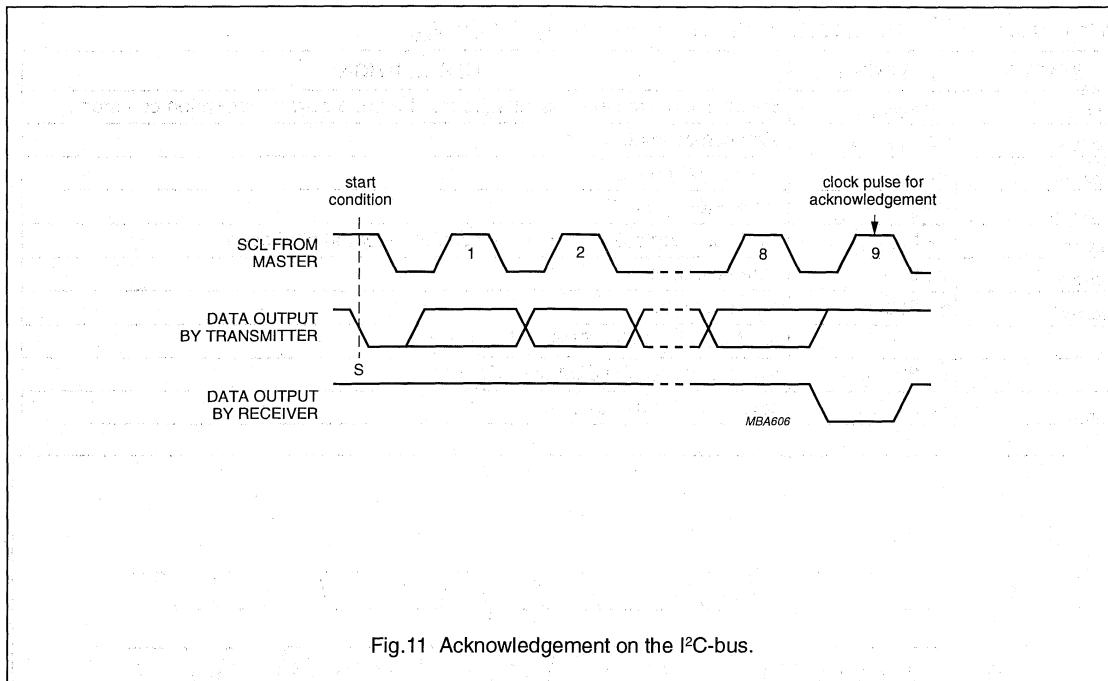 start
condition
clock pulse for
acknowledgement
SCL FROM
MASTER
1
2
8
9
DATA OUTPUT
BY TRANSMITTER
S
DATA OUTPUT
BY RECEIVER
MBA606
Fig.11 Acknowledgement on the I²C-bus.